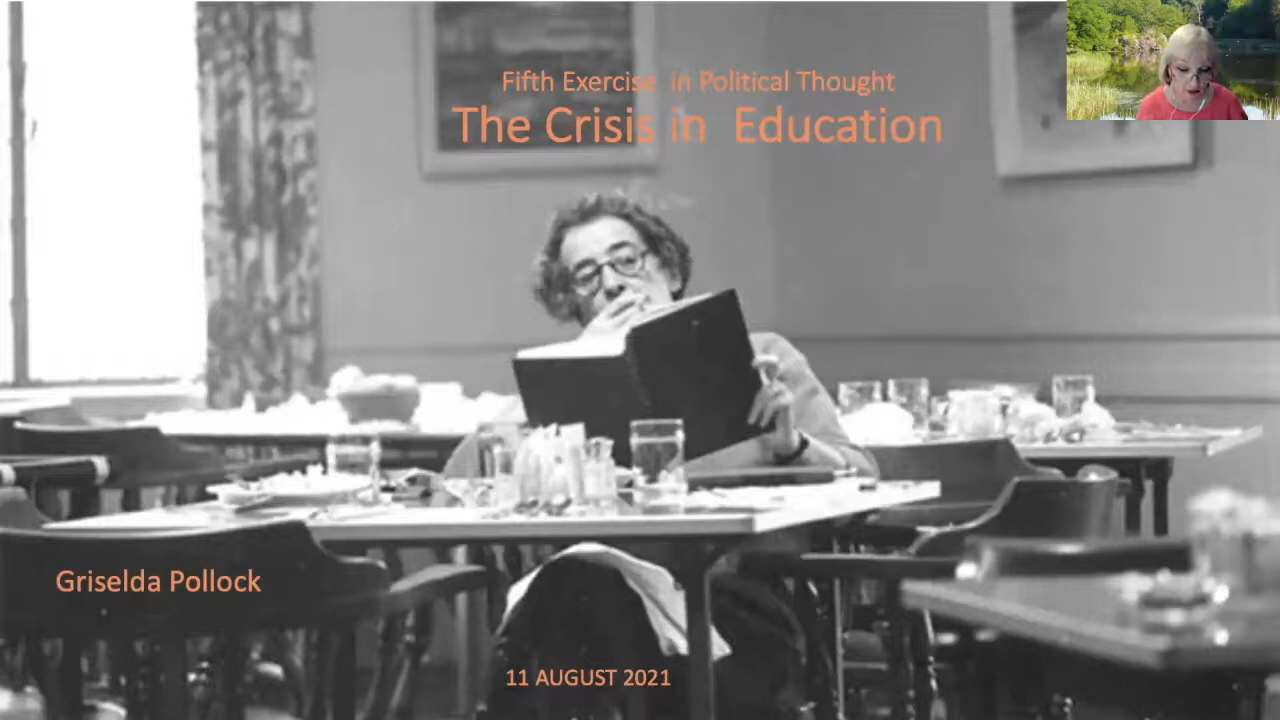 Fifth Exercise in Political Thought
The Crisis in Education
Griselda Pollock
11 AUGUST 2021